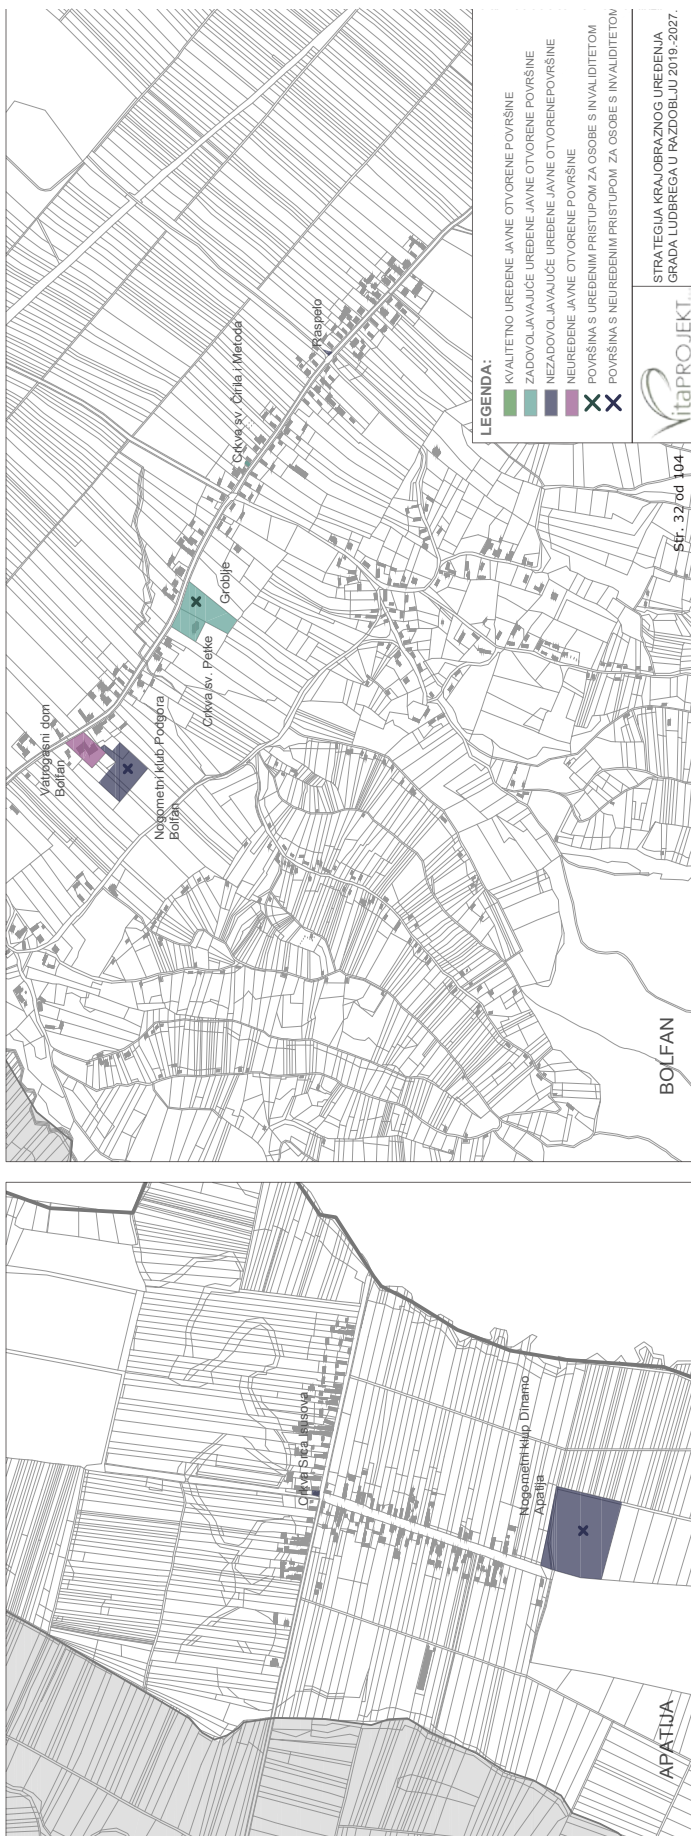 APATIJA
Crkva Srca Isusova
Nogometni klup Dinamo
Apatija
BOLFAN
Vatrogasni dom
Bolfan
Nogometni klub Podgora
Bolfan
Crkva sv. Petke
Groblje
Crkva sv. Ćirila i Metoda
Raspelo
LEGENDA:
KVALITETNO UREĐENE JAVNE OTVORENE POVRŠINE
ZADOVOLJAVAJUĆE UREĐENE JAVNE OTVORENE POVRŠINE
NEZADOVOLJAVAJUĆE UREĐENE JAVNE OTVORENEPOVRŠINE
NEUREĐENE JAVNE OTVORENE POVRŠINE
POVRŠINA S UREĐENIM PRISTUPOM ZA OSOBE S INVALIDITETOM
POVRŠINA S NEUREĐENIM PRISTUPOM ZA OSOBE S INVALIDITETOM
VitaPROJEKT
STRATEGIJA KRAJOBRAZNOG UREĐENJA
GRADA LUDBREGA U RAZDOBLJU 2019.-2027.
Str. 32 od 104